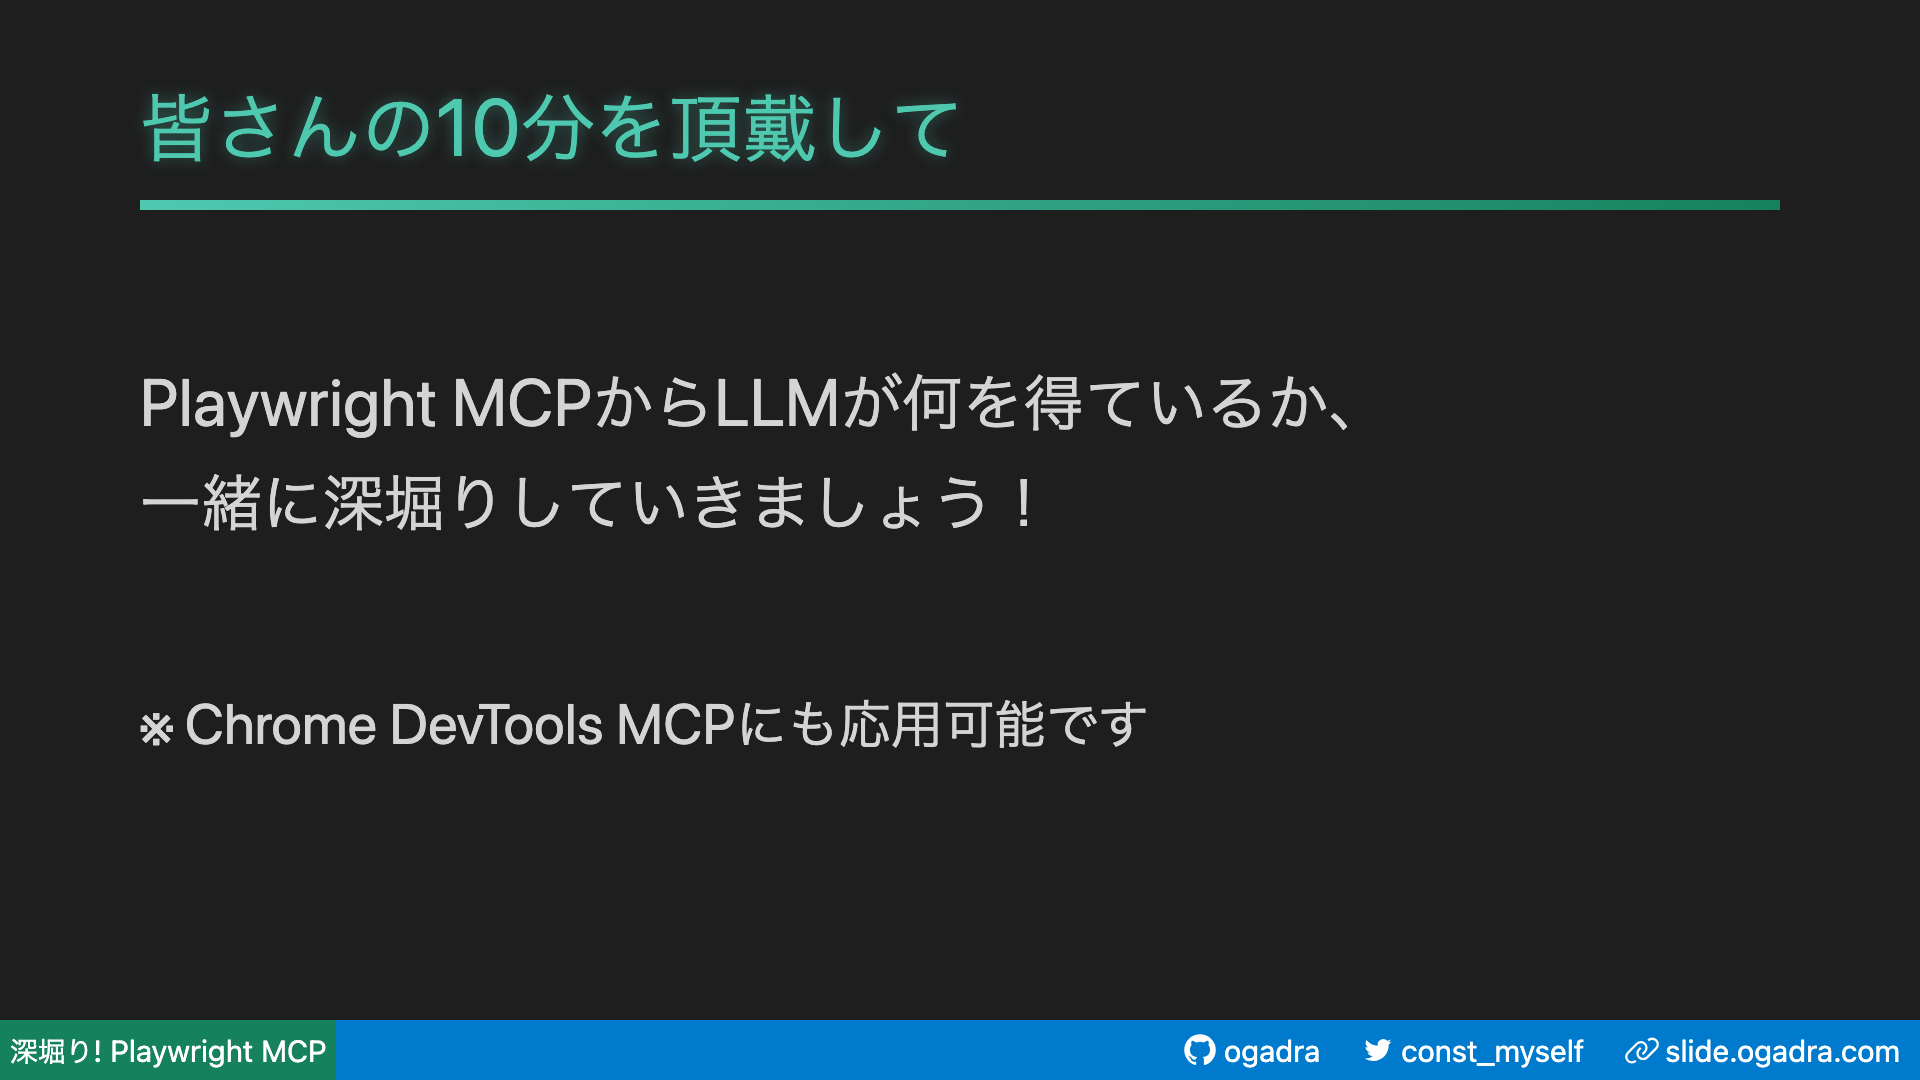 皆さんの10分を頂戴して
Playwright MCPからLLMが何を得ているか、
一緒に深堀りしていきましょう！
※ Chrome DevTools MCPにも応用可能です
深堀り! Playwright MCP
ogadra
const_myself
slide.ogadra.com